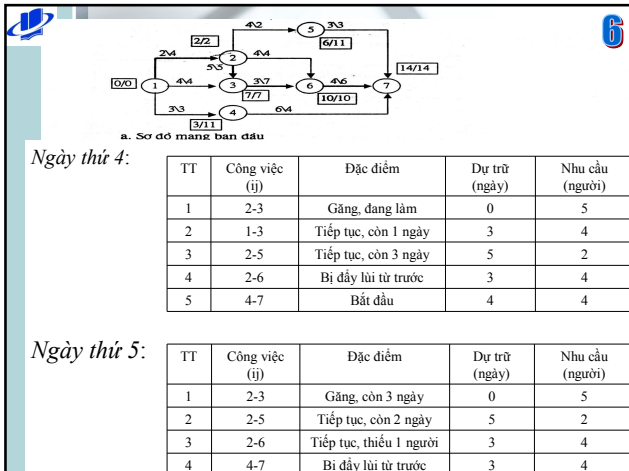 6
4\2 5 3\3
2/2 6/11
2\4 2 4\4 14/14
5\5
0/0 1 4\4 3 3\7 6 4\6 7
7/7 10/10
3\3 4 6\4
3/11
a. Sơ đồ mạng ban đầu
Ngày thứ 4:
TT Công việc (ij) Đặc điểm Dự trữ (ngày) Nhu cầu (người)
1 2-3 Găng, đang làm 0 5
2 1-3 Tiếp tục, còn 1 ngày 3 4
3 2-5 Tiếp tục, còn 3 ngày 5 2
4 2-6 Bị đẩy lùi từ trước 3 4
5 4-7 Bắt đầu 4 4
Ngày thứ 5:
TT Công việc (ij) Đặc điểm Dự trữ (ngày) Nhu cầu (người)
1 2-3 Găng, còn 3 ngày 0 5
2 2-5 Tiếp tục, còn 2 ngày 5 2
3 2-6 Tiếp tục, thiếu 1 người 3 4
4 4-7 Bị đẩy lùi từ trước 3 4